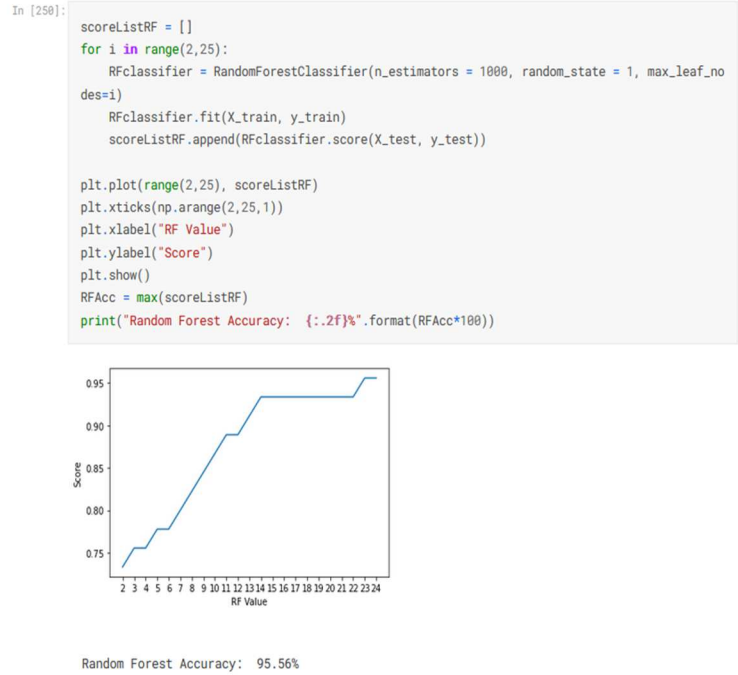 In [250]:
scoreListRF = []
for i in range(2,25):
    RFclassifier = RandomForestClassifier(n_estimators = 1000, random_state = 1, max_leaf_no
des=i)
    RFclassifier.fit(X_train, y_train)
    scoreListRF.append(RFclassifier.score(X_test, y_test))
plt.plot(range(2,25), scoreListRF)
plt.xticks(np.arange(2,25,1))
plt.xlabel("RF Value")
plt.ylabel("Score")
plt.show()
RFAcc = max(scoreListRF)
print("Random Forest Accuracy:  {:.2f}%".format(RFAcc*100))
0.95
0.90
0.85
0.80
0.75
Score
2 3 4 5 6 7 8 9 10 11 12 13 14 15 16 17 18 19 20 21 22 23 24
RF Value
Random Forest Accuracy:  95.56%